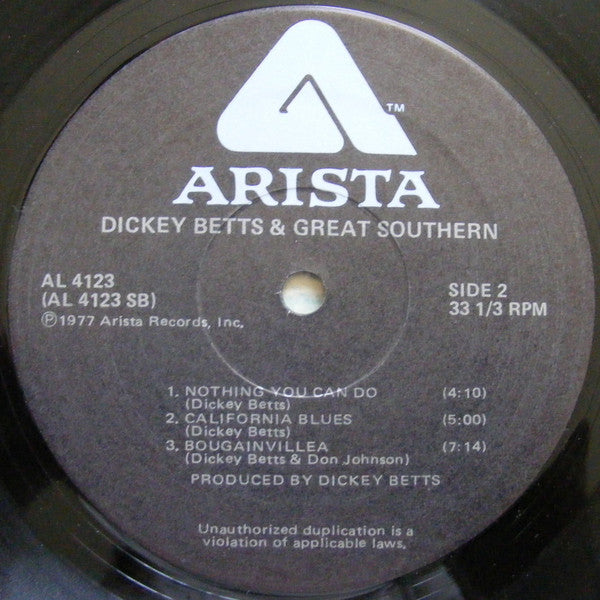 ™
ARISTA
DICKEY BETTS & GREAT SOUTHERN
AL 4123
(AL 4123 SB)
Ⓟ1977 Arista Records, Inc.
SIDE 2
33 1/3 RPM
1. NOTHING YOU CAN DO (4:10)
(Dickey Betts)
2. CALIFORNIA BLUES (5:00)
(Dickey Betts)
3. BOUGAINVILLEA (7:14)
(Dickey Betts & Don Johnson)
PRODUCED BY DICKEY BETTS
Unauthorized duplication is a
violation of applicable laws.